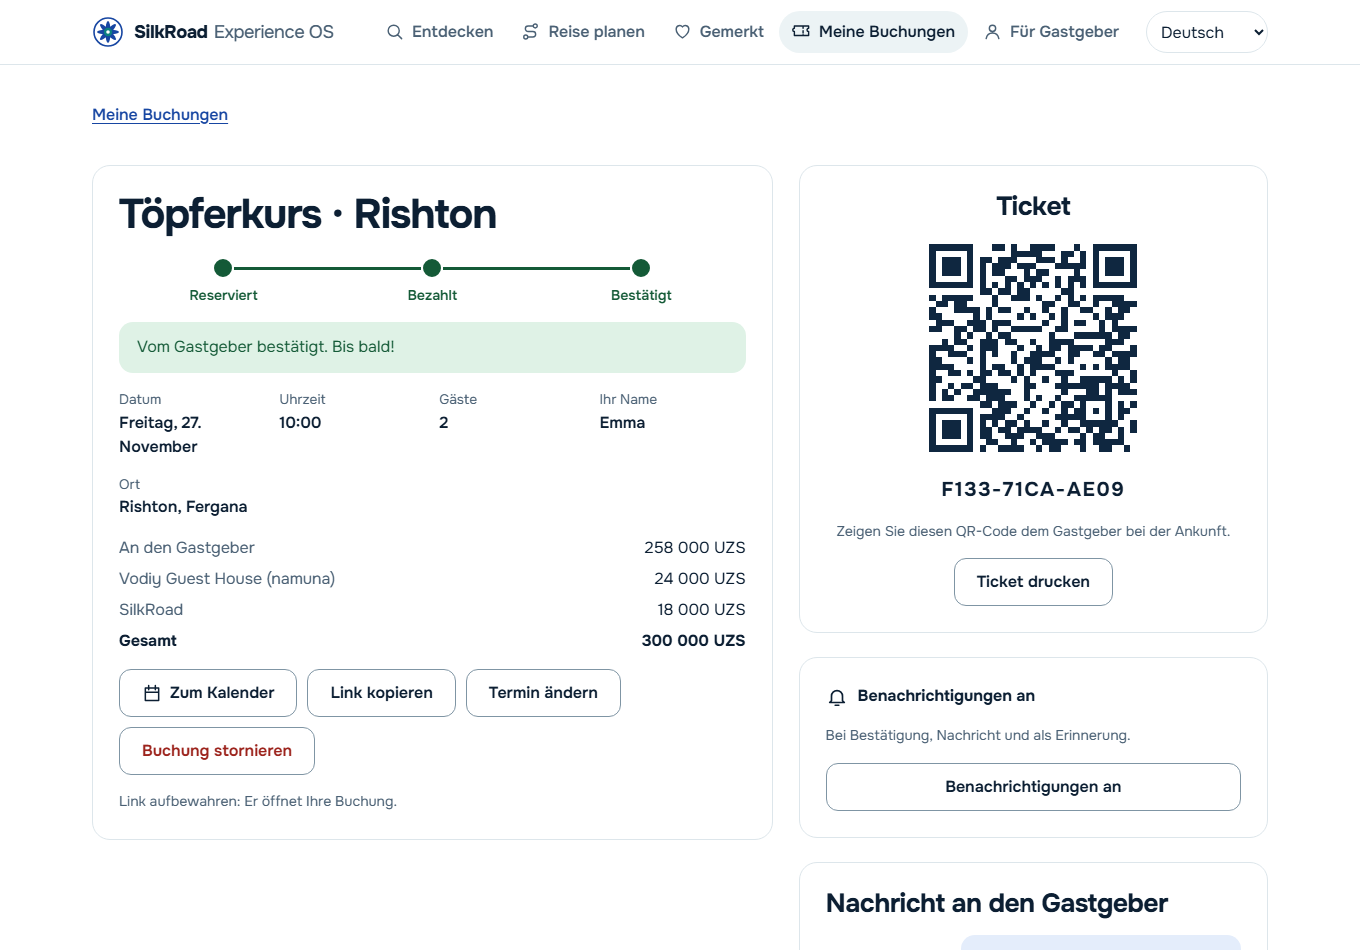 SilkRoad Experience OS
Entdecken
Reise planen
Gemerkt
Meine Buchungen
Für Gastgeber
Deutsch
Meine Buchungen
Töpferkurs · Rishton
Reserviert
Bezahlt
Bestätigt
Vom Gastgeber bestätigt. Bis bald!
Datum
Freitag, 27.
November
Uhrzeit
10:00
Gäste
2
Ihr Name
Emma
Ort
Rishton, Fergana
An den Gastgeber 258 000 UZS
Vodiy Guest House (namuna) 24 000 UZS
SilkRoad 18 000 UZS
Gesamt 300 000 UZS
Zum Kalender
Link kopieren
Termin ändern
Buchung stornieren
Link aufbewahren: Er öffnet Ihre Buchung.
Ticket
F133-71CA-AE09
Zeigen Sie diesen QR-Code dem Gastgeber bei der Ankunft.
Ticket drucken
Benachrichtigungen an
Bei Bestätigung, Nachricht und als Erinnerung.
Benachrichtigungen an
Nachricht an den Gastgeber